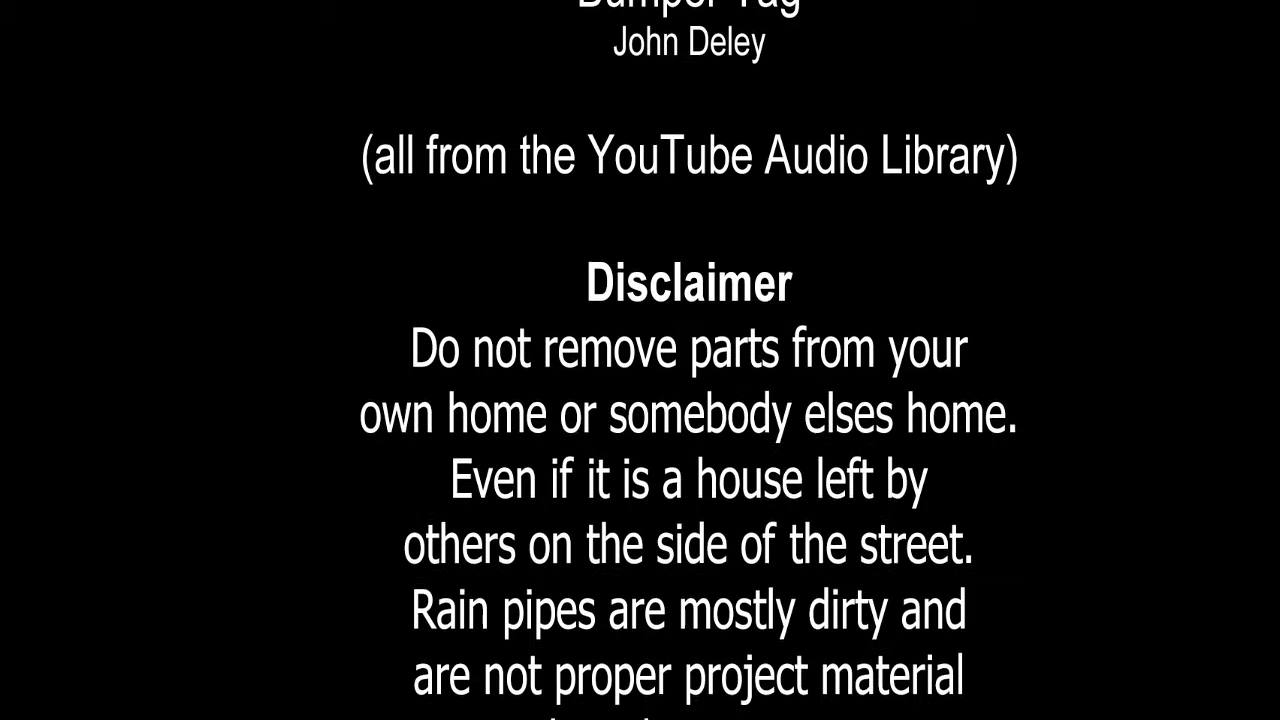 Bumper Tag
John Deley
(all from the YouTube Audio Library)
Disclaimer
Do not remove parts from your
own home or somebody elses home.
Even if it is a house left by
others on the side of the street.
Rain pipes are mostly dirty and
are not proper project material